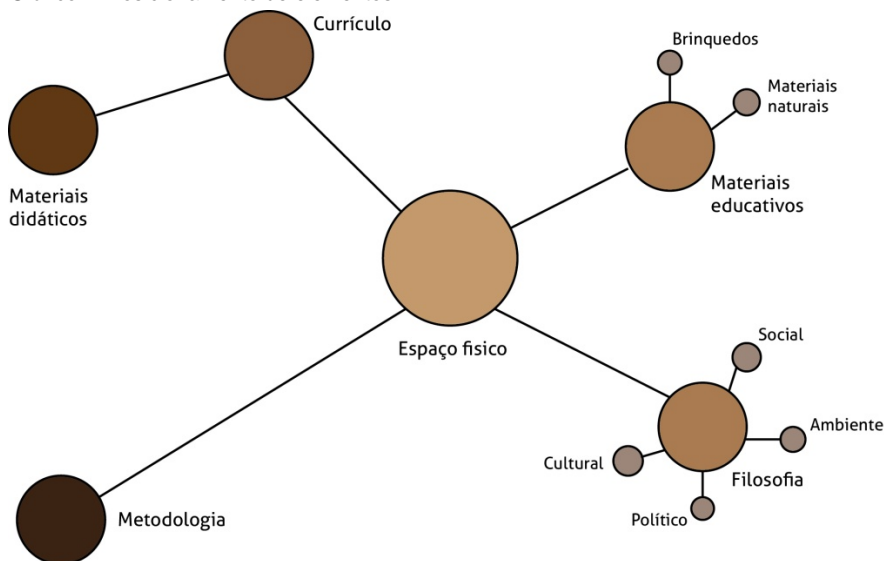 Currículo
Brinquedos
Materiais
naturais
Materiais
didáticos
Materiais
educativos
Espaço fisico
Social
Ambiente
Cultural
Filosofia
Político
Metodologia